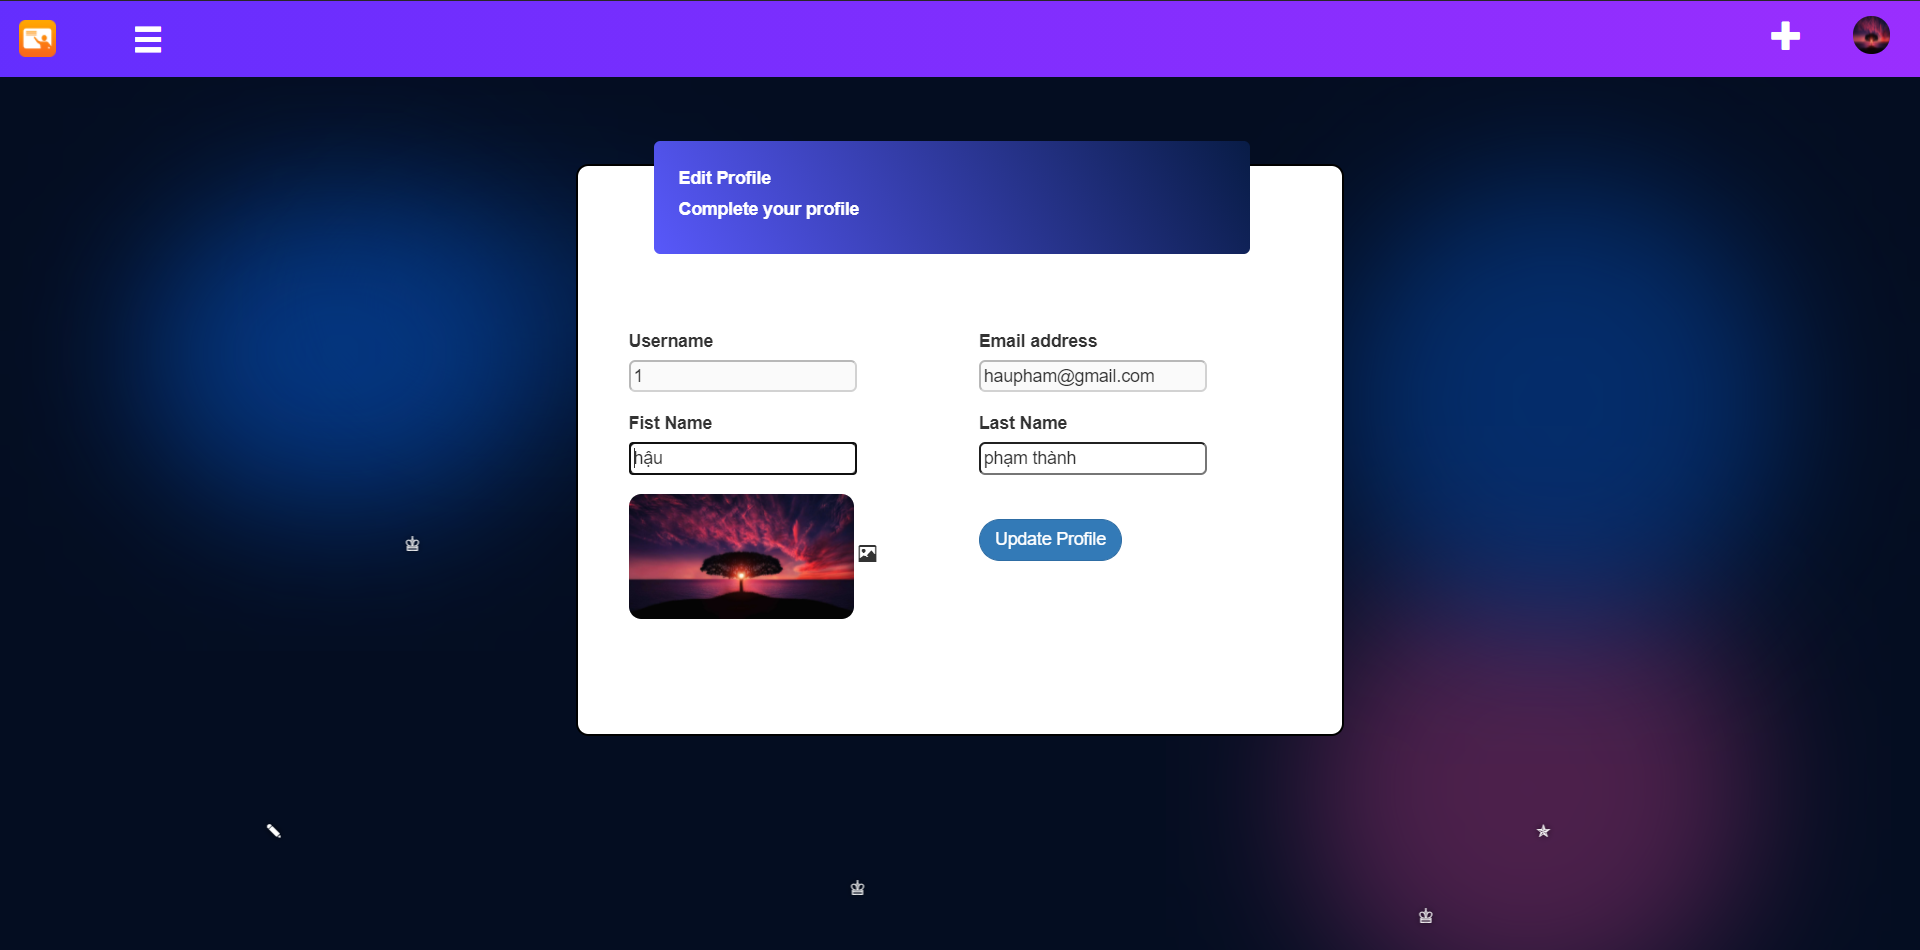 Edit Profile
Complete your profile
Username
Email address
1
haupham@gmail.com
Fist Name
Last Name
hậu
phạm thành
Update Profile